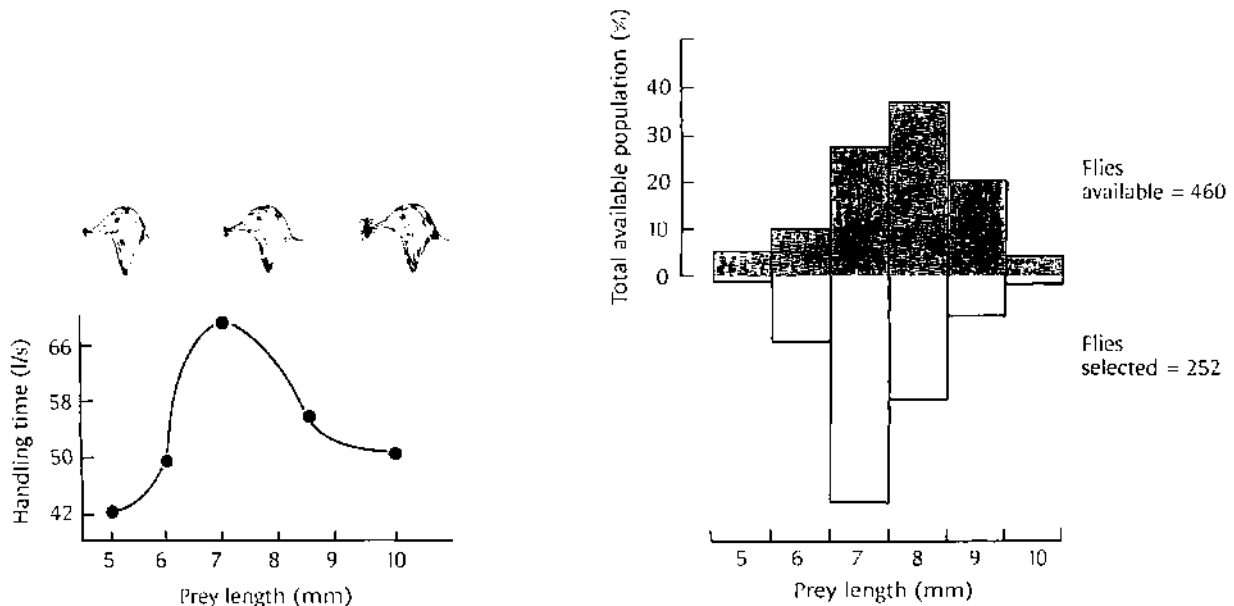 Handling time (l/s)
66
58
50
42
5 6 7 8 9 10
Prey length (mm)
Total available population (%)
40
30
20
10
0
Flies
available = 460
Flies
selected = 252
5 6 7 8 9 10
Prey length (mm)